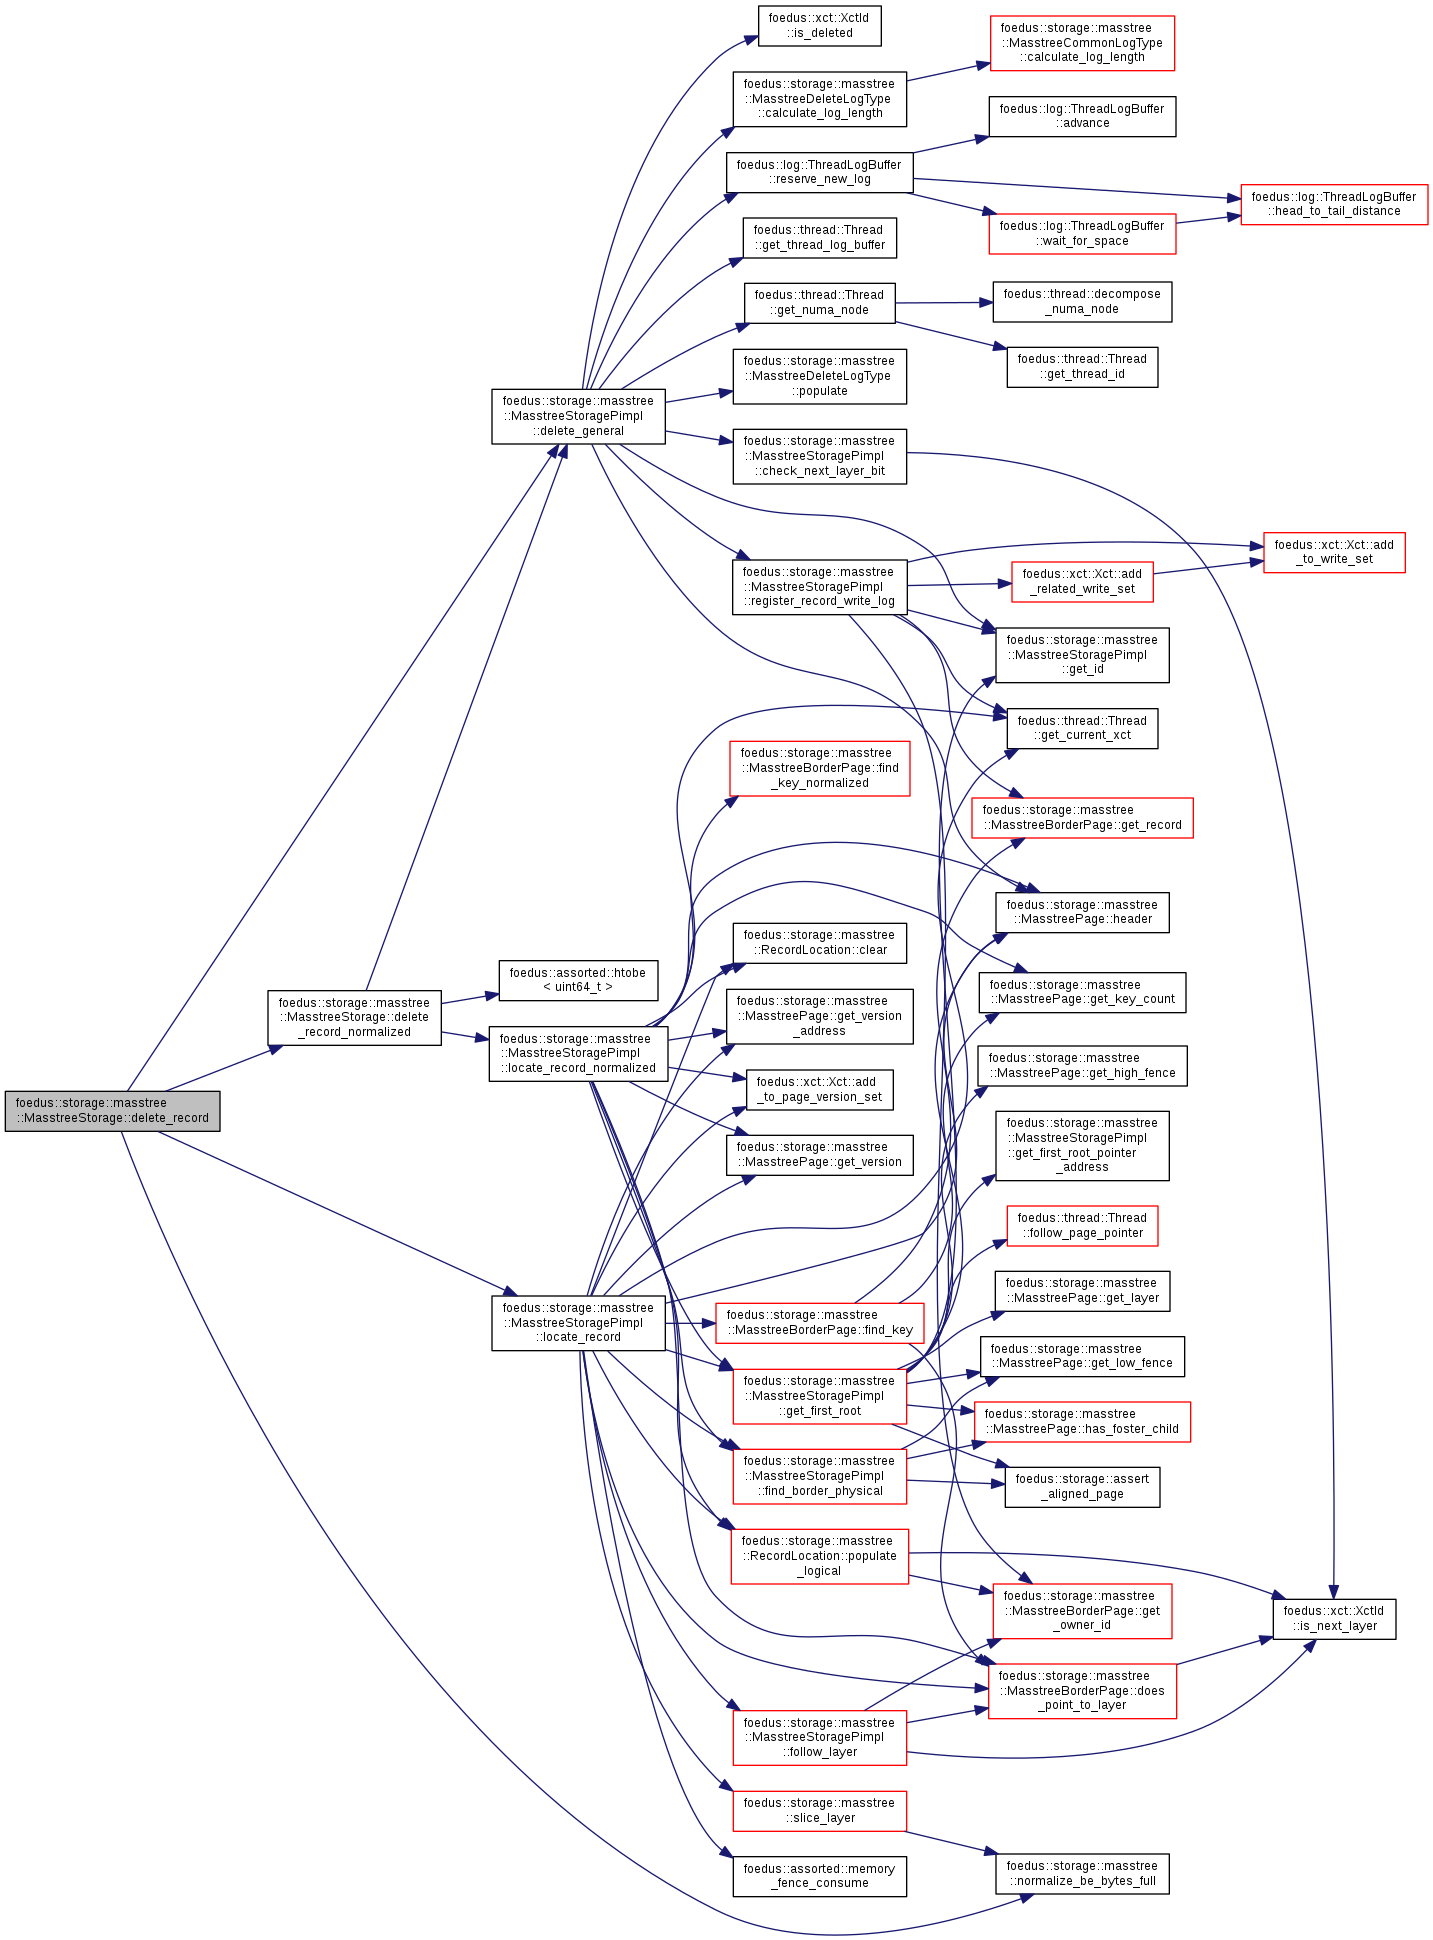 foedus::storage::masstree
::MasstreeStorage::delete_record
foedus::storage::masstree
::MasstreeStorage::delete
_record_normalized
foedus::storage::masstree
::MasstreeStoragePimpl
::delete_general
foedus::assorted::htobe
< uint64_t >
foedus::storage::masstree
::MasstreeStoragePimpl
::locate_record_normalized
foedus::storage::masstree
::MasstreeStoragePimpl
::locate_record
foedus::xct::XctId
::is_deleted
foedus::storage::masstree
::MasstreeDeleteLogType
::calculate_log_length
foedus::log::ThreadLogBuffer
::reserve_new_log
foedus::thread::Thread
::get_thread_log_buffer
foedus::thread::Thread
::get_numa_node
foedus::storage::masstree
::MasstreeDeleteLogType
::populate
foedus::storage::masstree
::MasstreeStoragePimpl
::check_next_layer_bit
foedus::storage::masstree
::MasstreeStoragePimpl
::register_record_write_log
foedus::storage::masstree
::MasstreeBorderPage::find
_key_normalized
foedus::storage::masstree
::RecordLocation::clear
foedus::storage::masstree
::MasstreePage::get_version
_address
foedus::xct::Xct::add
_to_page_version_set
foedus::storage::masstree
::MasstreePage::get_version
foedus::storage::masstree
::MasstreeBorderPage::find_key
foedus::storage::masstree
::MasstreeStoragePimpl
::get_first_root
foedus::storage::masstree
::MasstreeStoragePimpl
::find_border_physical
foedus::storage::masstree
::RecordLocation::populate
_logical
foedus::storage::masstree
::MasstreeStoragePimpl
::follow_layer
foedus::storage::masstree
::slice_layer
foedus::assorted::memory
_fence_consume
foedus::storage::masstree
::MasstreeCommonLogType
::calculate_log_length
foedus::log::ThreadLogBuffer
::advance
foedus::log::ThreadLogBuffer
::wait_for_space
foedus::thread::decompose
_numa_node
foedus::thread::Thread
::get_thread_id
foedus::xct::Xct::add
_related_write_set
foedus::storage::masstree
::MasstreeStoragePimpl
::get_id
foedus::thread::Thread
::get_current_xct
foedus::storage::masstree
::MasstreeBorderPage::get_record
foedus::storage::masstree
::MasstreePage::header
foedus::storage::masstree
::MasstreePage::get_key_count
foedus::storage::masstree
::MasstreePage::get_high_fence
foedus::storage::masstree
::MasstreeStoragePimpl
::get_first_root_pointer
_address
foedus::thread::Thread
::follow_page_pointer
foedus::storage::masstree
::MasstreePage::get_layer
foedus::storage::masstree
::MasstreePage::get_low_fence
foedus::storage::masstree
::MasstreePage::has_foster_child
foedus::storage::assert
_aligned_page
foedus::storage::masstree
::MasstreeBorderPage::get
_owner_id
foedus::storage::masstree
::MasstreeBorderPage::does
_point_to_layer
foedus::storage::masstree
::normalize_be_bytes_full
foedus::log::ThreadLogBuffer
::head_to_tail_distance
foedus::xct::Xct::add
_to_write_set
foedus::xct::XctId
::is_next_layer